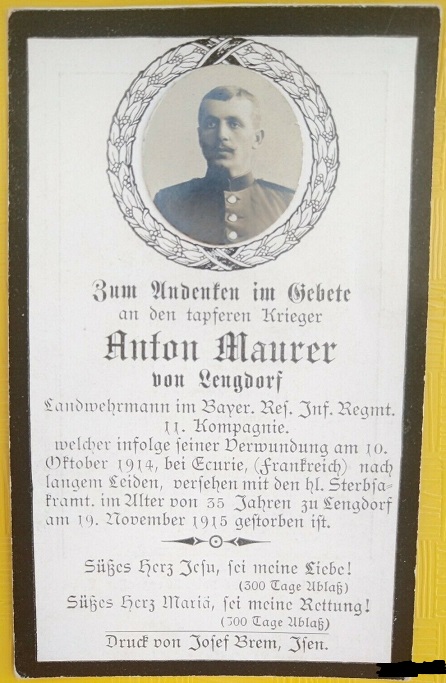 Zum Andenken im Gebete
an den tapferen Krieger
Anton Maurer
von Lengdorf
Landwehrmann im Bayer. Res. Inf. Regmt.
11. Kompagnie.
welcher infolge seiner Verwundung am 10.
Oktober 1914, bei Ecurie, (Frankreich) nach
langem Leiden, versehen mit den hl. Sterbsa-
kramt. im Alter von 35 Jahren zu Lengdorf
am 19. November 1915 gestorben ist.
Süßes Herz Jesu, sei meine Liebe!
(300 Tage Ablaß)
Süßes Herz Mariä, sei meine Rettung!
(300 Tage Ablaß)
Druck von Josef Brem, Isen.